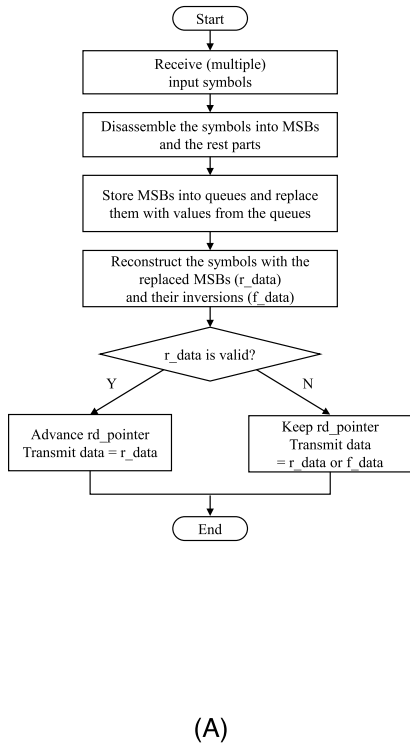 Start
Receive (multiple)
input symbols
Disassemble the symbols into MSBs
and the rest parts
Store MSBs into queues and replace
them with values from the queues
Reconstruct the symbols with the
replaced MSBs (r_data)
and their inversions (f_data)
r_data is valid?
Y
N
Advance rd_pointer
Transmit data = r_data
Keep rd_pointer
Transmit data
= r_data or f_data
End
(A)